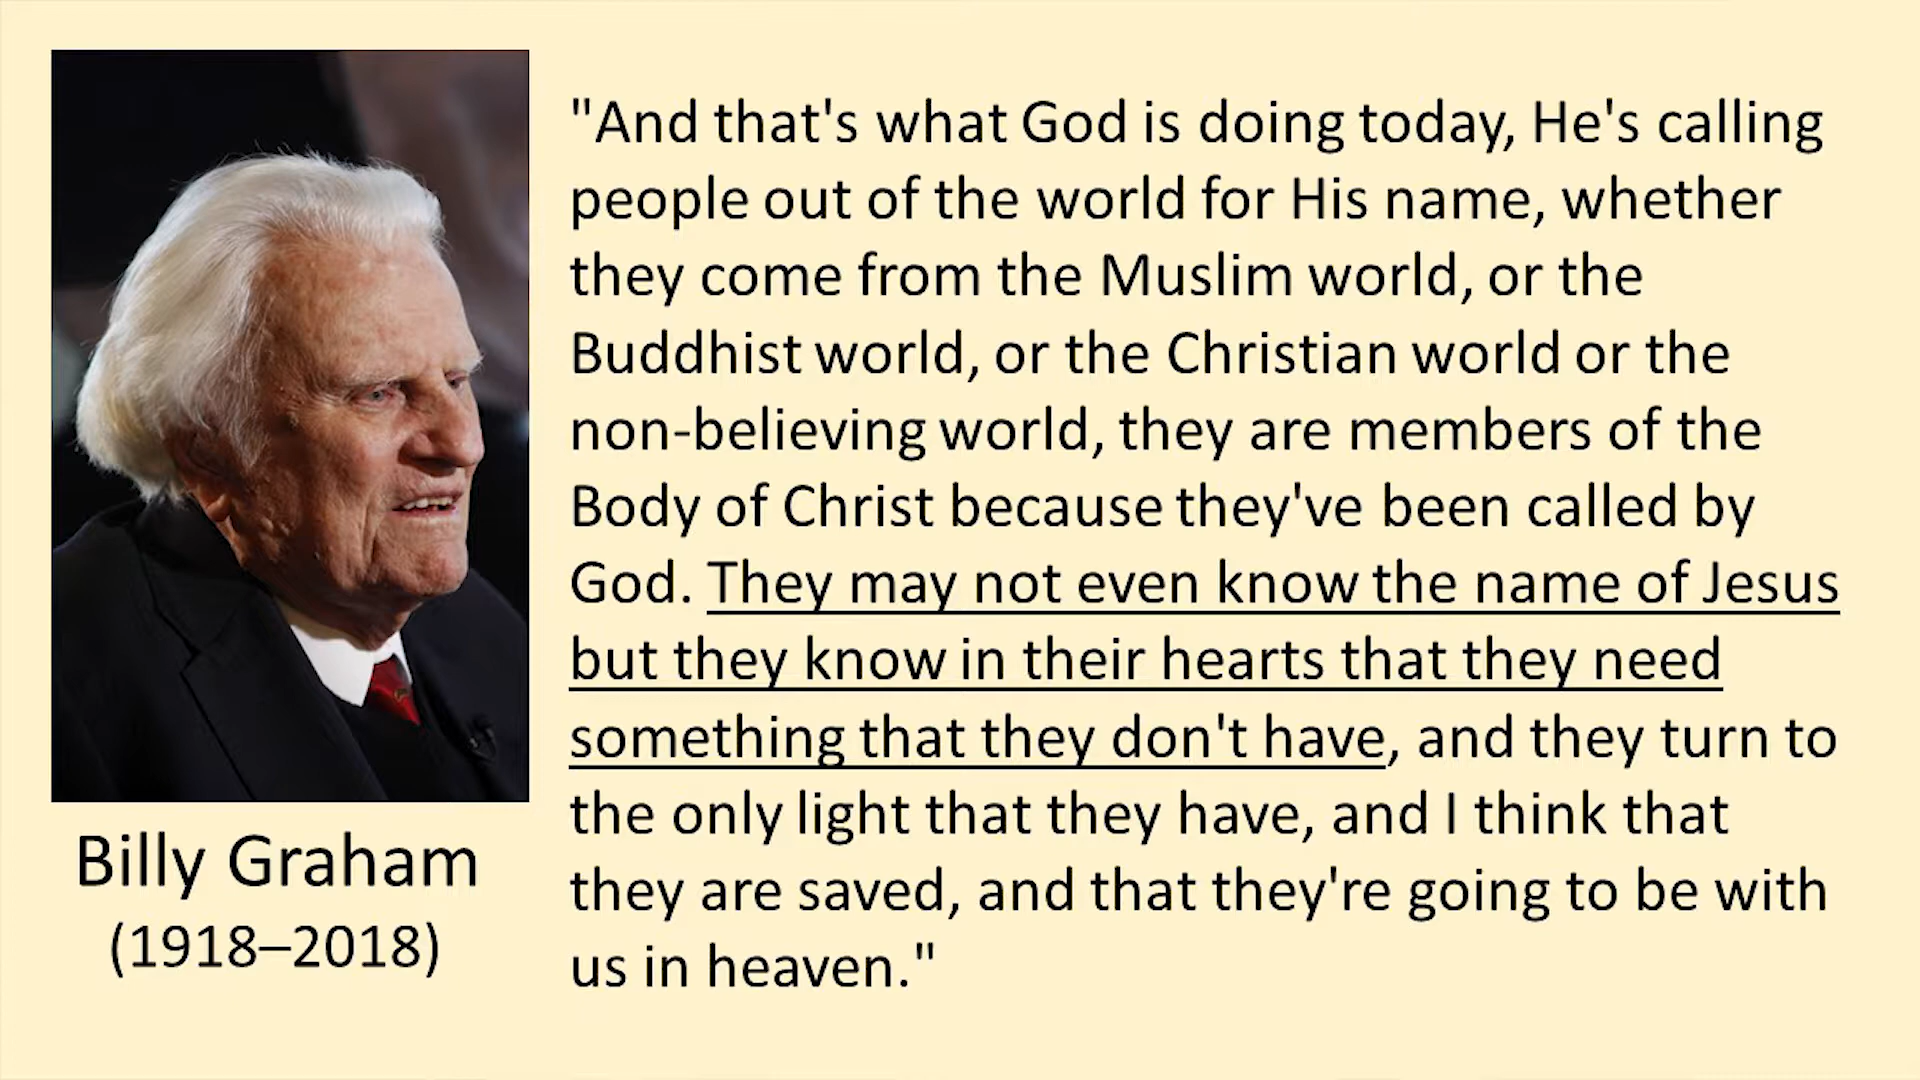 "And that's what God is doing today, He's calling
people out of the world for His name, whether
they come from the Muslim world, or the
Buddhist world, or the Christian world or the
non-believing world, they are members of the
Body of Christ because they've been called by
God. They may not even know the name of Jesus
but they know in their hearts that they need
something that they don't have, and they turn to
the only light that they have, and I think that
they are saved, and that they're going to be with
us in heaven."
Billy Graham
(1918–2018)